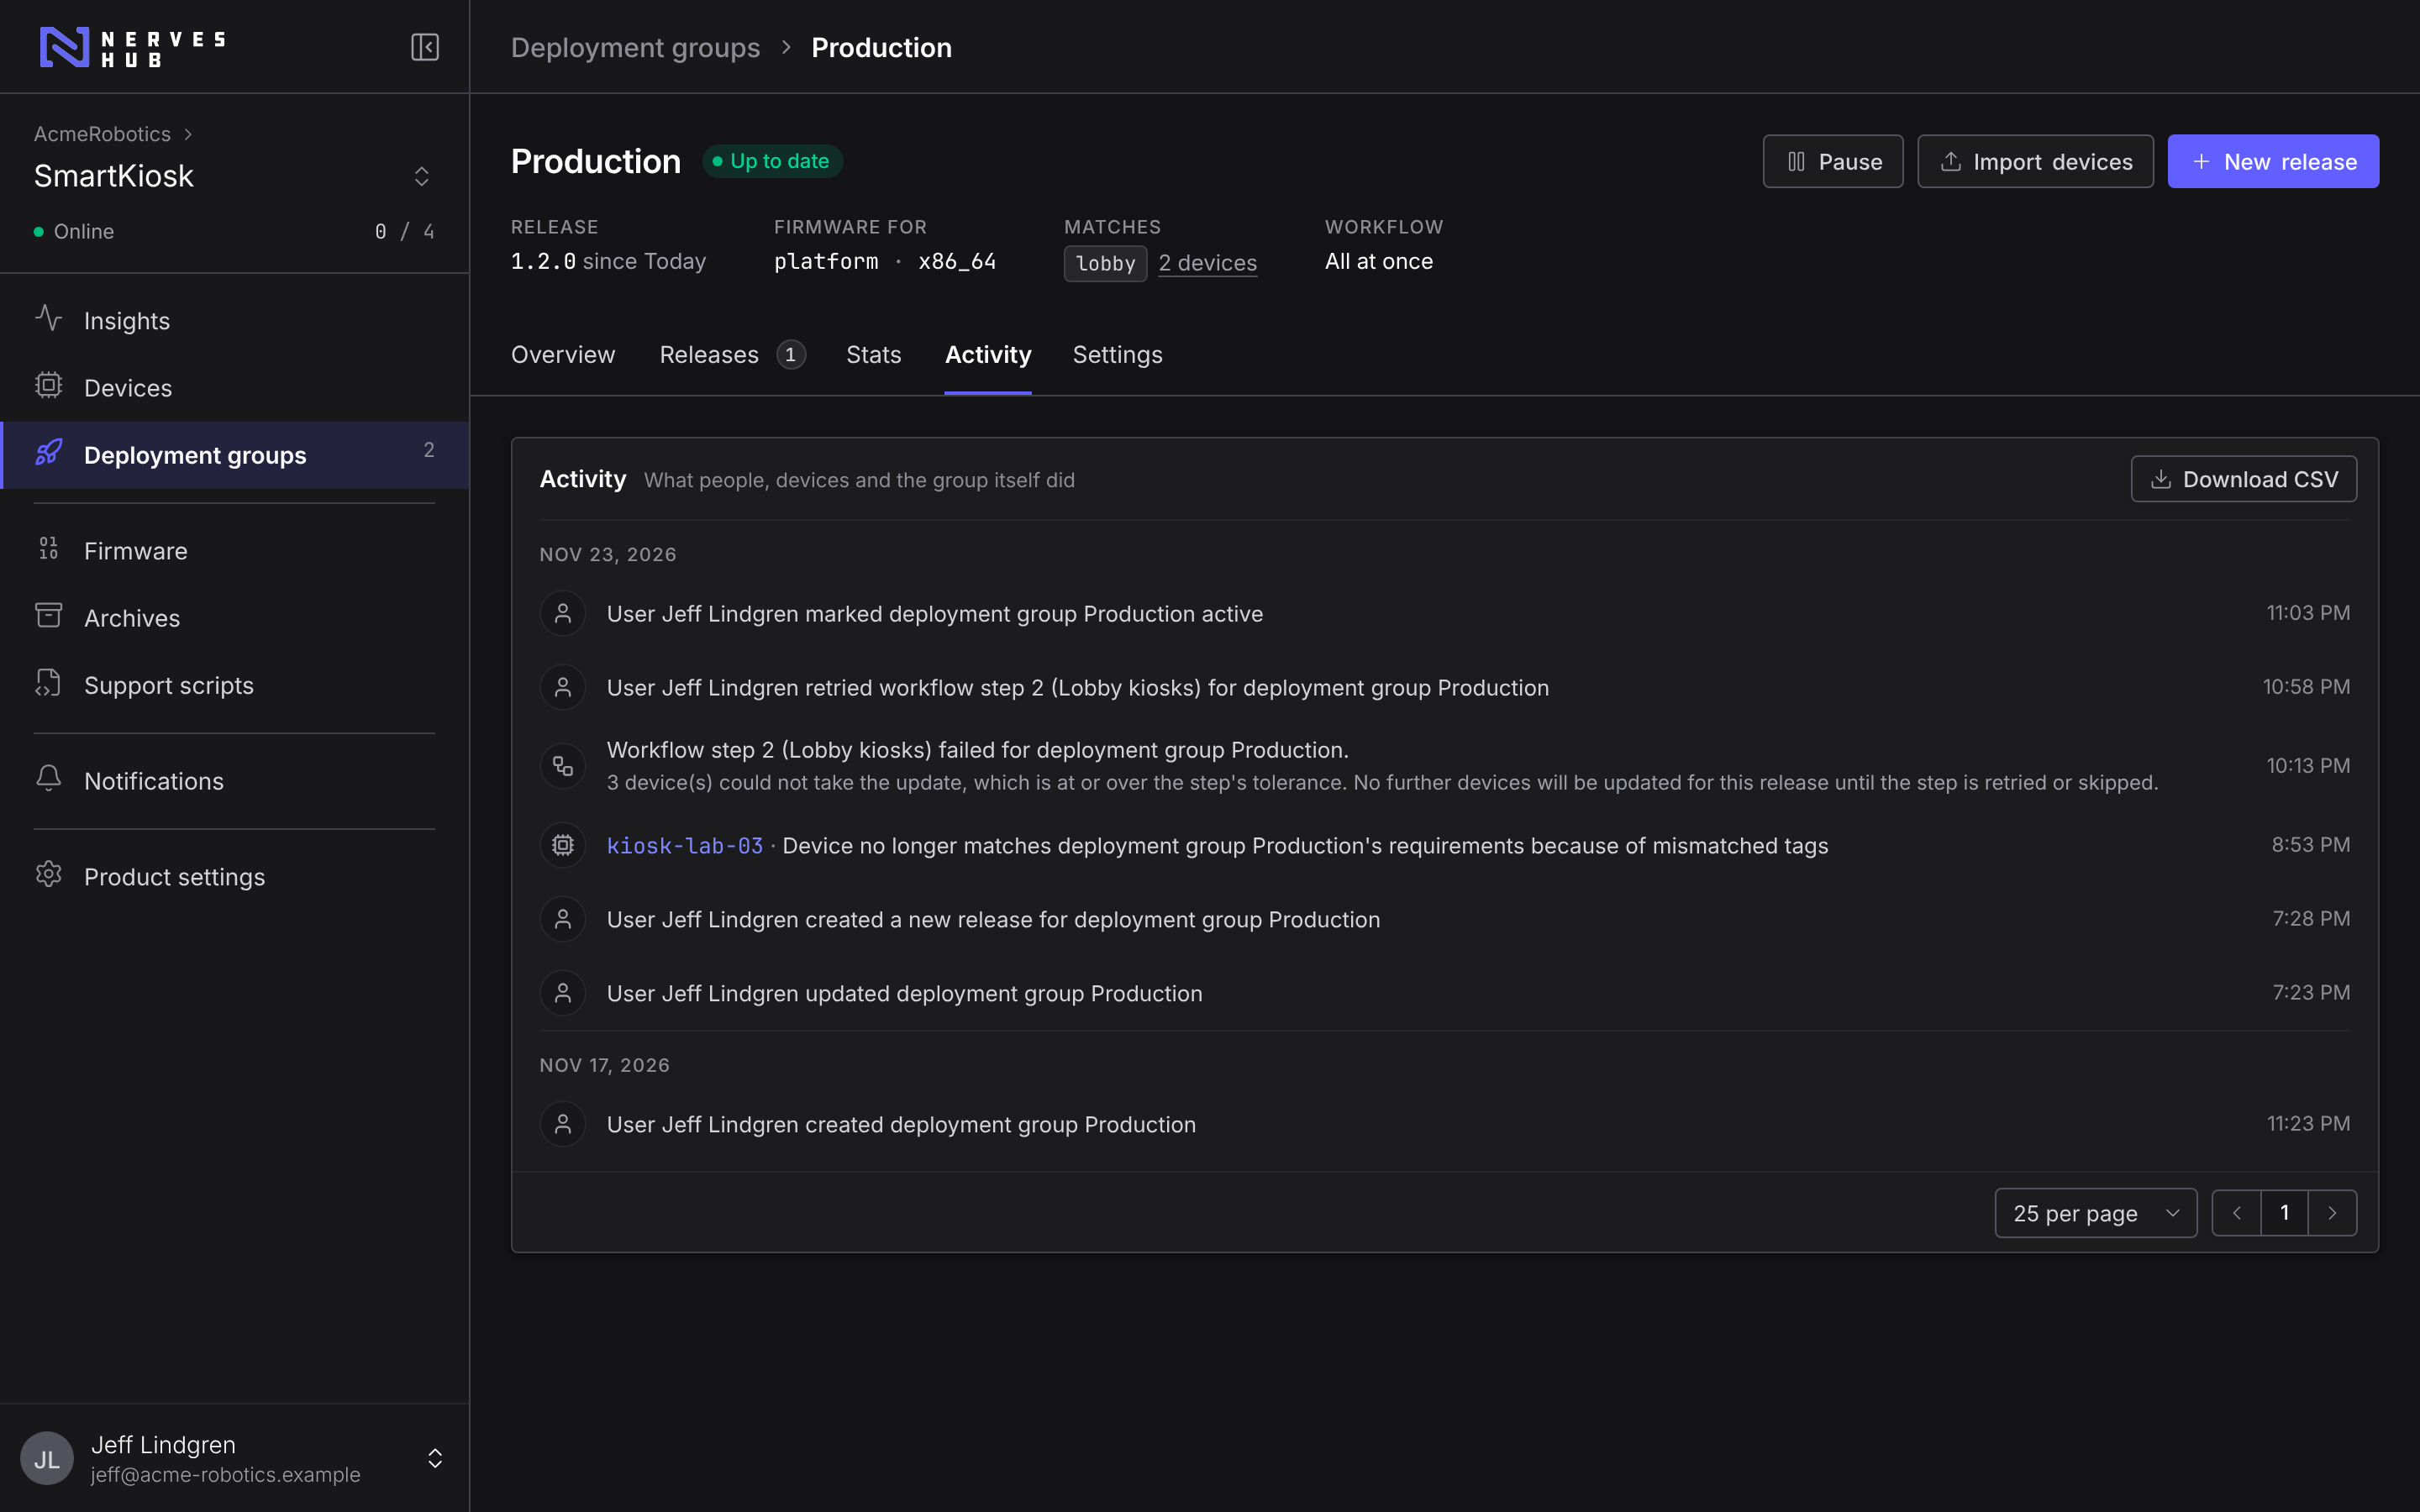 NERVES
HUB
Deployment groups > Production
AcmeRobotics >
SmartKiosk
Online 0 / 4
Insights
Devices
Deployment groups 2
Firmware
Archives
Support scripts
Notifications
Product settings
Jeff Lindgren
jeff@acme-robotics.example
JL
Production Up to date
Pause Import devices + New release
RELEASE
1.2.0 since Today
FIRMWARE FOR
platform · x86_64
MATCHES
lobby 2 devices
WORKFLOW
All at once
Overview Releases 1 Stats Activity Settings
Activity What people, devices and the group itself did Download CSV
NOV 23, 2026
User Jeff Lindgren marked deployment group Production active 11:03 PM
User Jeff Lindgren retried workflow step 2 (Lobby kiosks) for deployment group Production 10:58 PM
Workflow step 2 (Lobby kiosks) failed for deployment group Production.
3 device(s) could not take the update, which is at or over the step's tolerance. No further devices will be updated for this release until the step is retried or skipped. 10:13 PM
kiosk-lab-03 · Device no longer matches deployment group Production's requirements because of mismatched tags 8:53 PM
User Jeff Lindgren created a new release for deployment group Production 7:28 PM
User Jeff Lindgren updated deployment group Production 7:23 PM
NOV 17, 2026
User Jeff Lindgren created deployment group Production 11:23 PM
25 per page 1